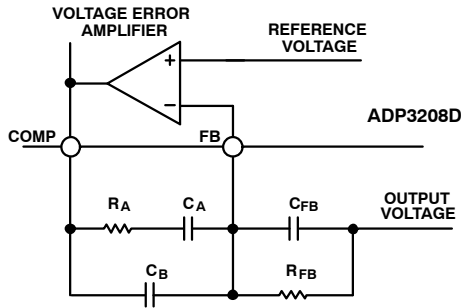 VOLTAGE ERROR
AMPLIFIER
REFERENCE
VOLTAGE
+
−
ADP3208D
COMP
FB
RA
CA
CFB
OUTPUT
VOLTAGE
CB
RFB